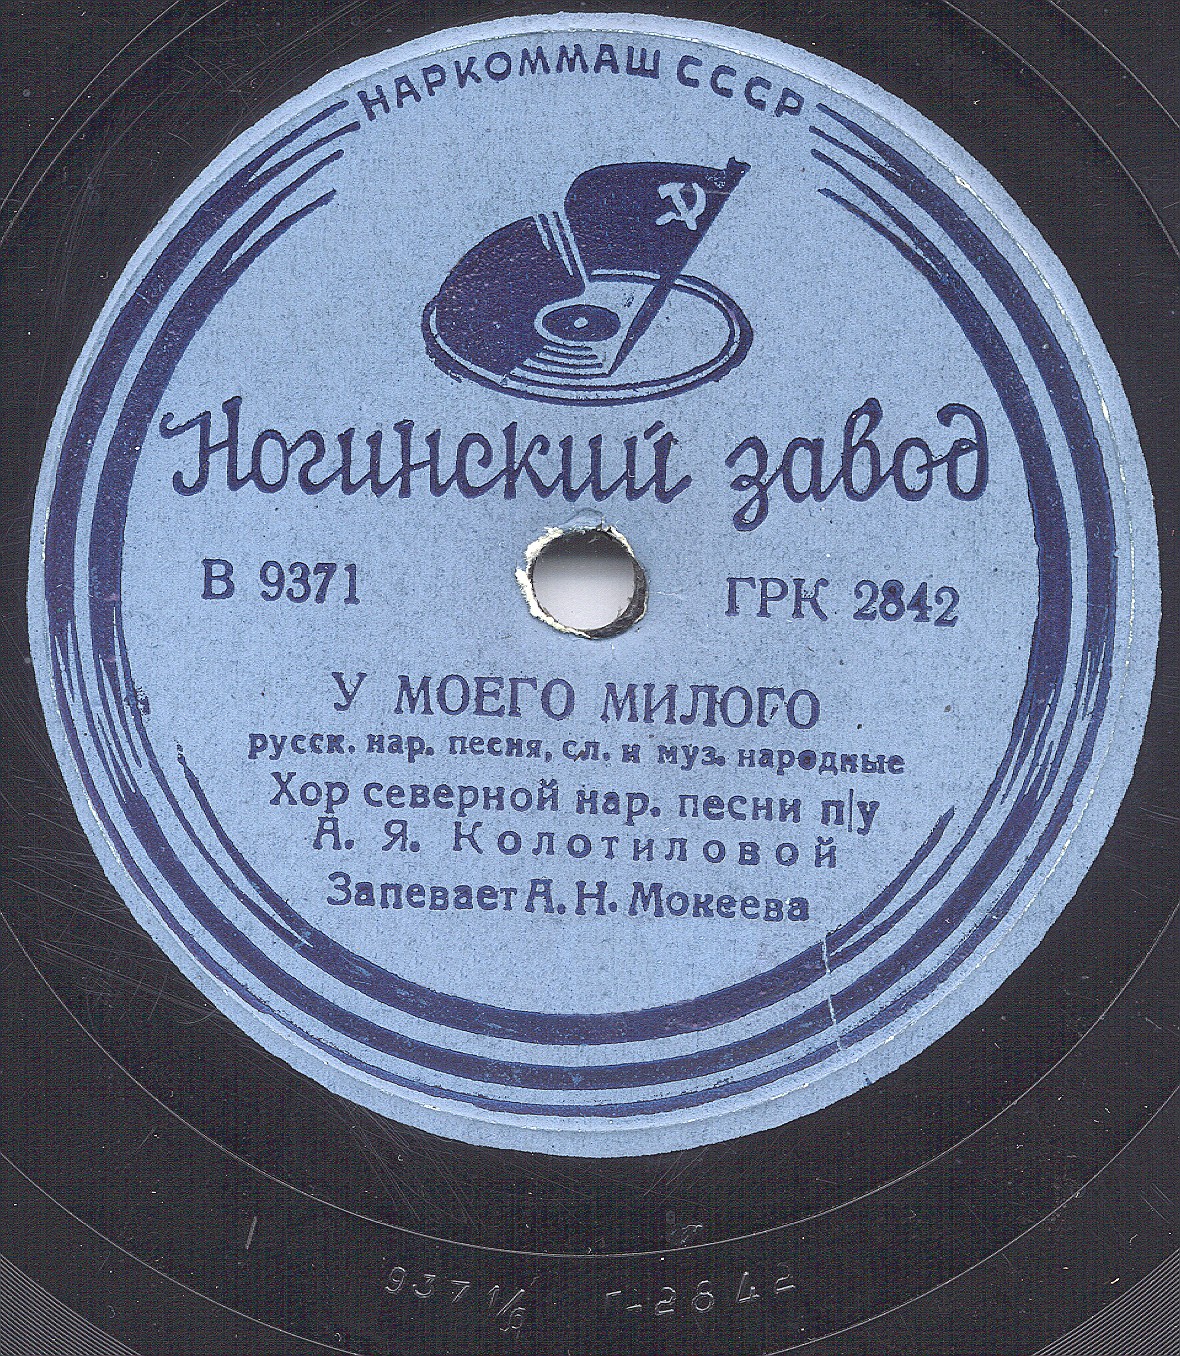 НАРКОММАШ СССР
Ногинский завод
В 9371
ГРК 2842
У МОЕГО МИЛОГО
русск. нар. песня, сл. и муз. народные
Хор северной нар. песни п/у
А. Я. Колотиловой
Запевает А. Н. Мокеева
Г-2842